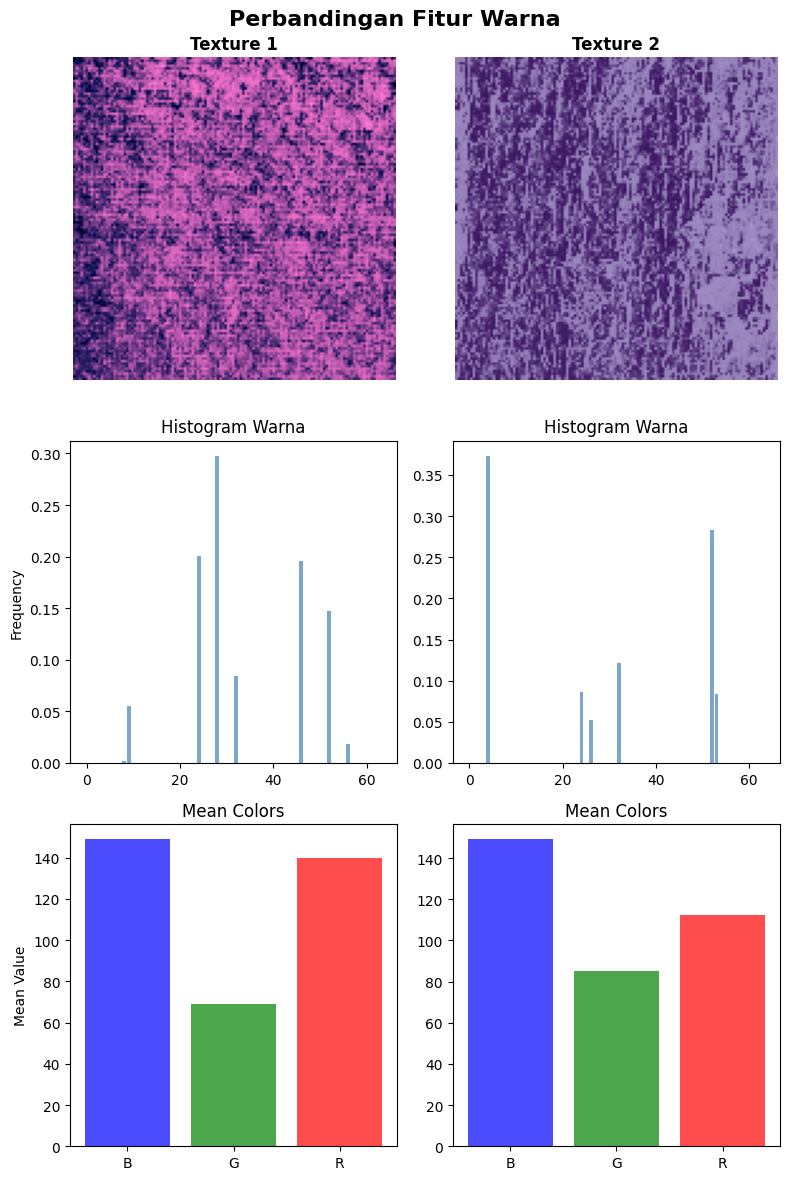 Perbandingan Fitur Warna
Texture 1
Texture 2
Histogram Warna
Histogram Warna
Frequency
0.30
0.25
0.20
0.15
0.10
0.05
0.00
0 20 40 60
0.35
0.30
0.25
0.20
0.15
0.10
0.05
0.00
0 20 40 60
Mean Colors
Mean Colors
Mean Value
140
120
100
80
60
40
20
0
B G R
140
120
100
80
60
40
20
0
B G R